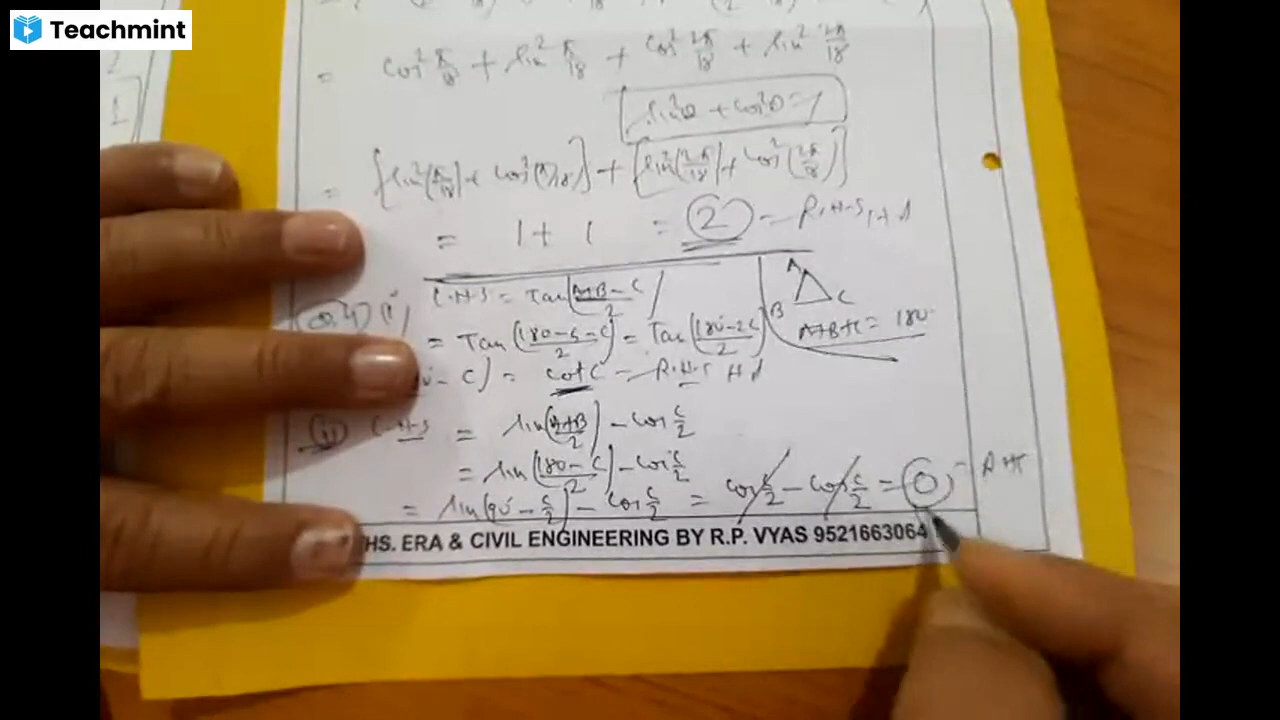 Teachmint
2
1
= cos² π/18 + sin² π/18 + cos² 2π/18 + sin² 2π/18
[sin²θ + cos²θ = 1]
= {sin²(π/18) + cos²(π/18)} + [sin²(2π/18) + cos²(2π/18)]
= 1 + 1 = 2 = R.H.S
L.H.S = Tan(A+B-C/2)
A
B C
A+B+C = 180°
= Tan(180-C-C/2) = Tan(180°-2C/2)
- C) = cot C = R.H.S
(ii) L.H.S = sin(A+B/2) - cos C/2
= sin(180-C/2) - cos C/2
= sin(90° - C/2) - cos C/2 = cos C/2 - cos C/2 = 0
HS. ERA & CIVIL ENGINEERING BY R.P. VYAS 9521663064